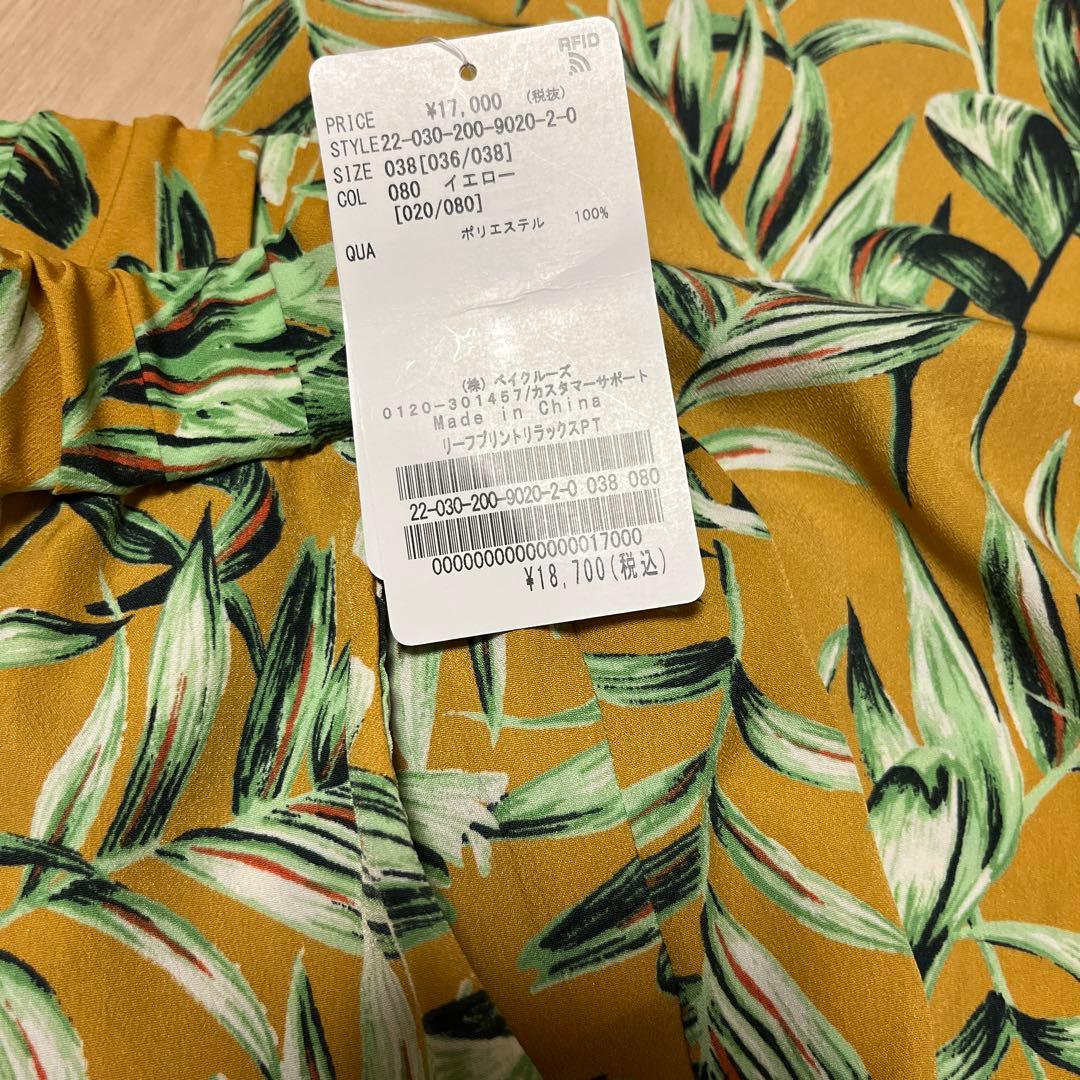 RFID
PRICE ¥17,000 (税抜)
STYLE22-030-200-9020-2-0
SIZE 038[036/038]
COL 080 イエロー
[020/080]
QUA ポリエステル 100%
(株) ベイクルーズ
0120-301457/カスタマーサポート
Made in China
リーフプリントリラックスPT
22-030-200-9020-2-0 038 080
00000000000000017000
¥18,700(税込)